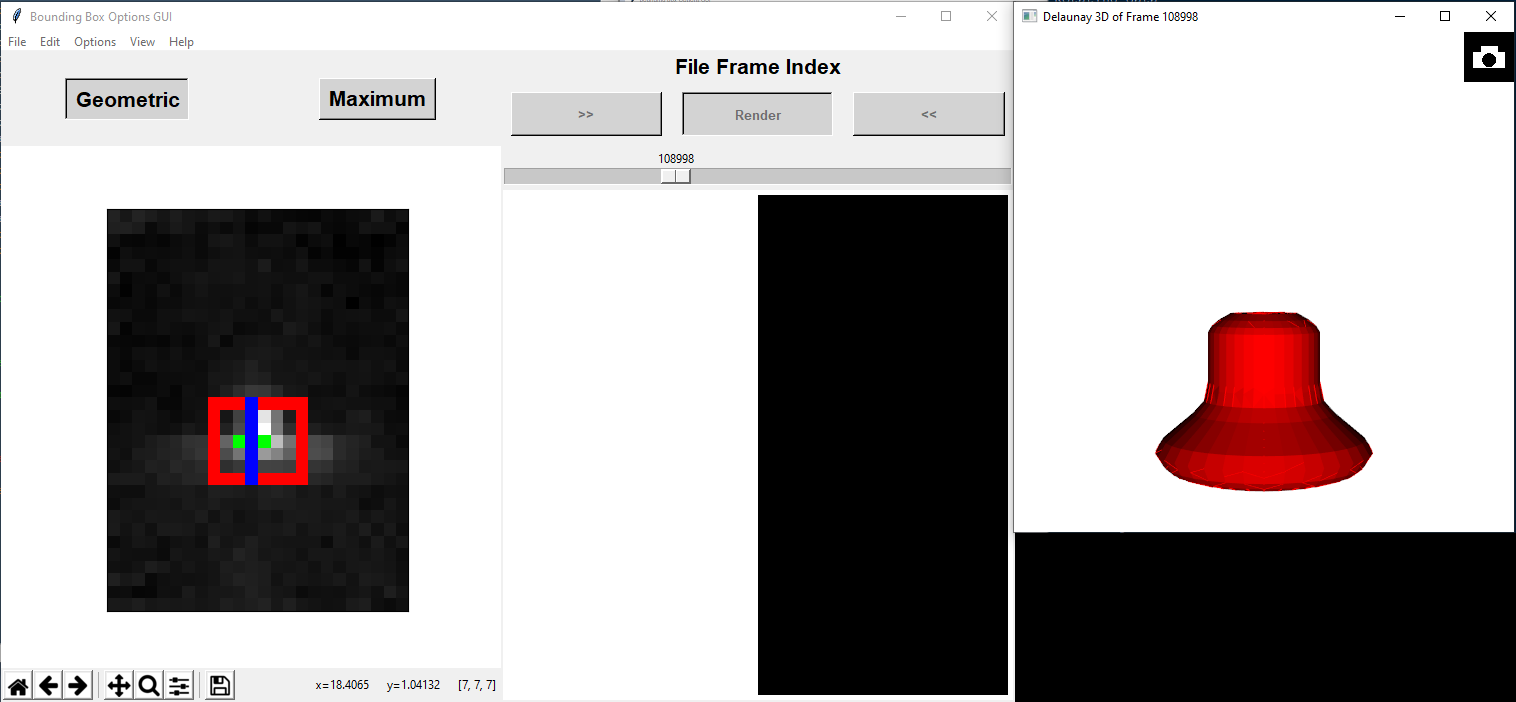 Bounding Box Options GUI
File Edit Options View Help
Geometric
Maximum
File Frame Index
>>
Render
<<
108998
x=18.4065 y=1.04132 [7, 7, 7]
Delaunay 3D of Frame 108998